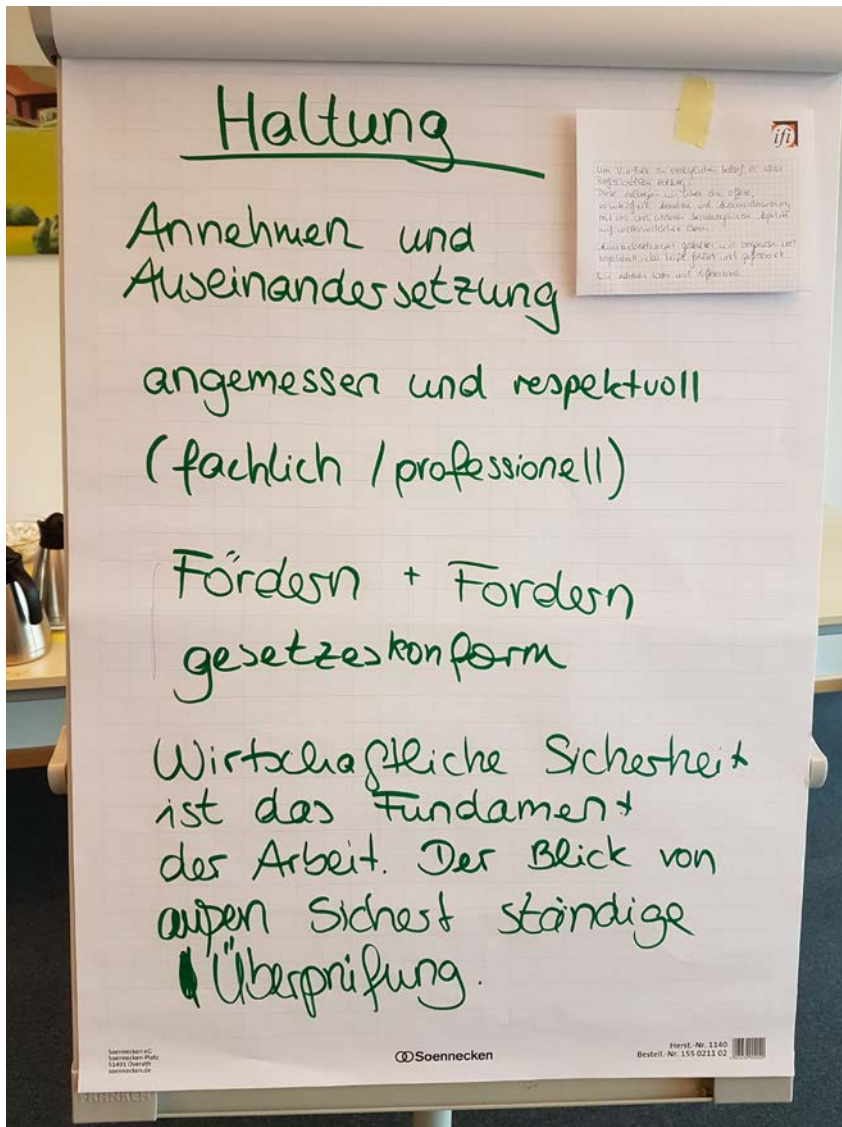 Haltung
ifi
Annehmen und
Auseinandersetzung
angemessen und respektvoll
(fachlich / professionell)
Fördern + Fordern
gesetzeskonform
Wirtschaftliche Sicherheit
ist das Fundament
der Arbeit. Der Blick von
außen Sichert ständige
Überprüfung.
Soennecken eG
Soennecken-Platz
51491 Overath
soennecken.de
Soennecken
Herst.-Nr. 1140
Bestell.-Nr. 155 0211 02
FRANKEN